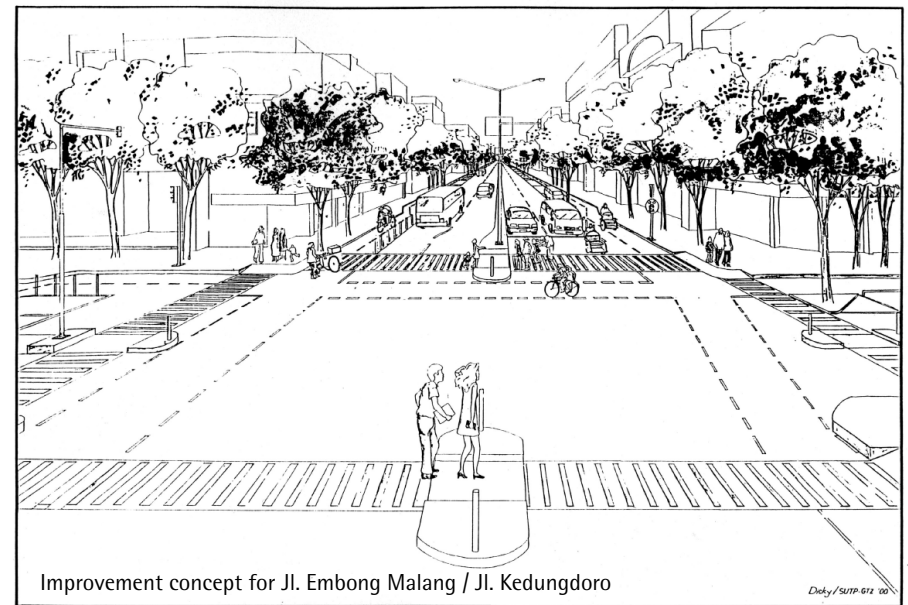 Improvement concept for Jl. Embong Malang / Jl. Kedungdoro
Dicky/SUTP-GTZ '00